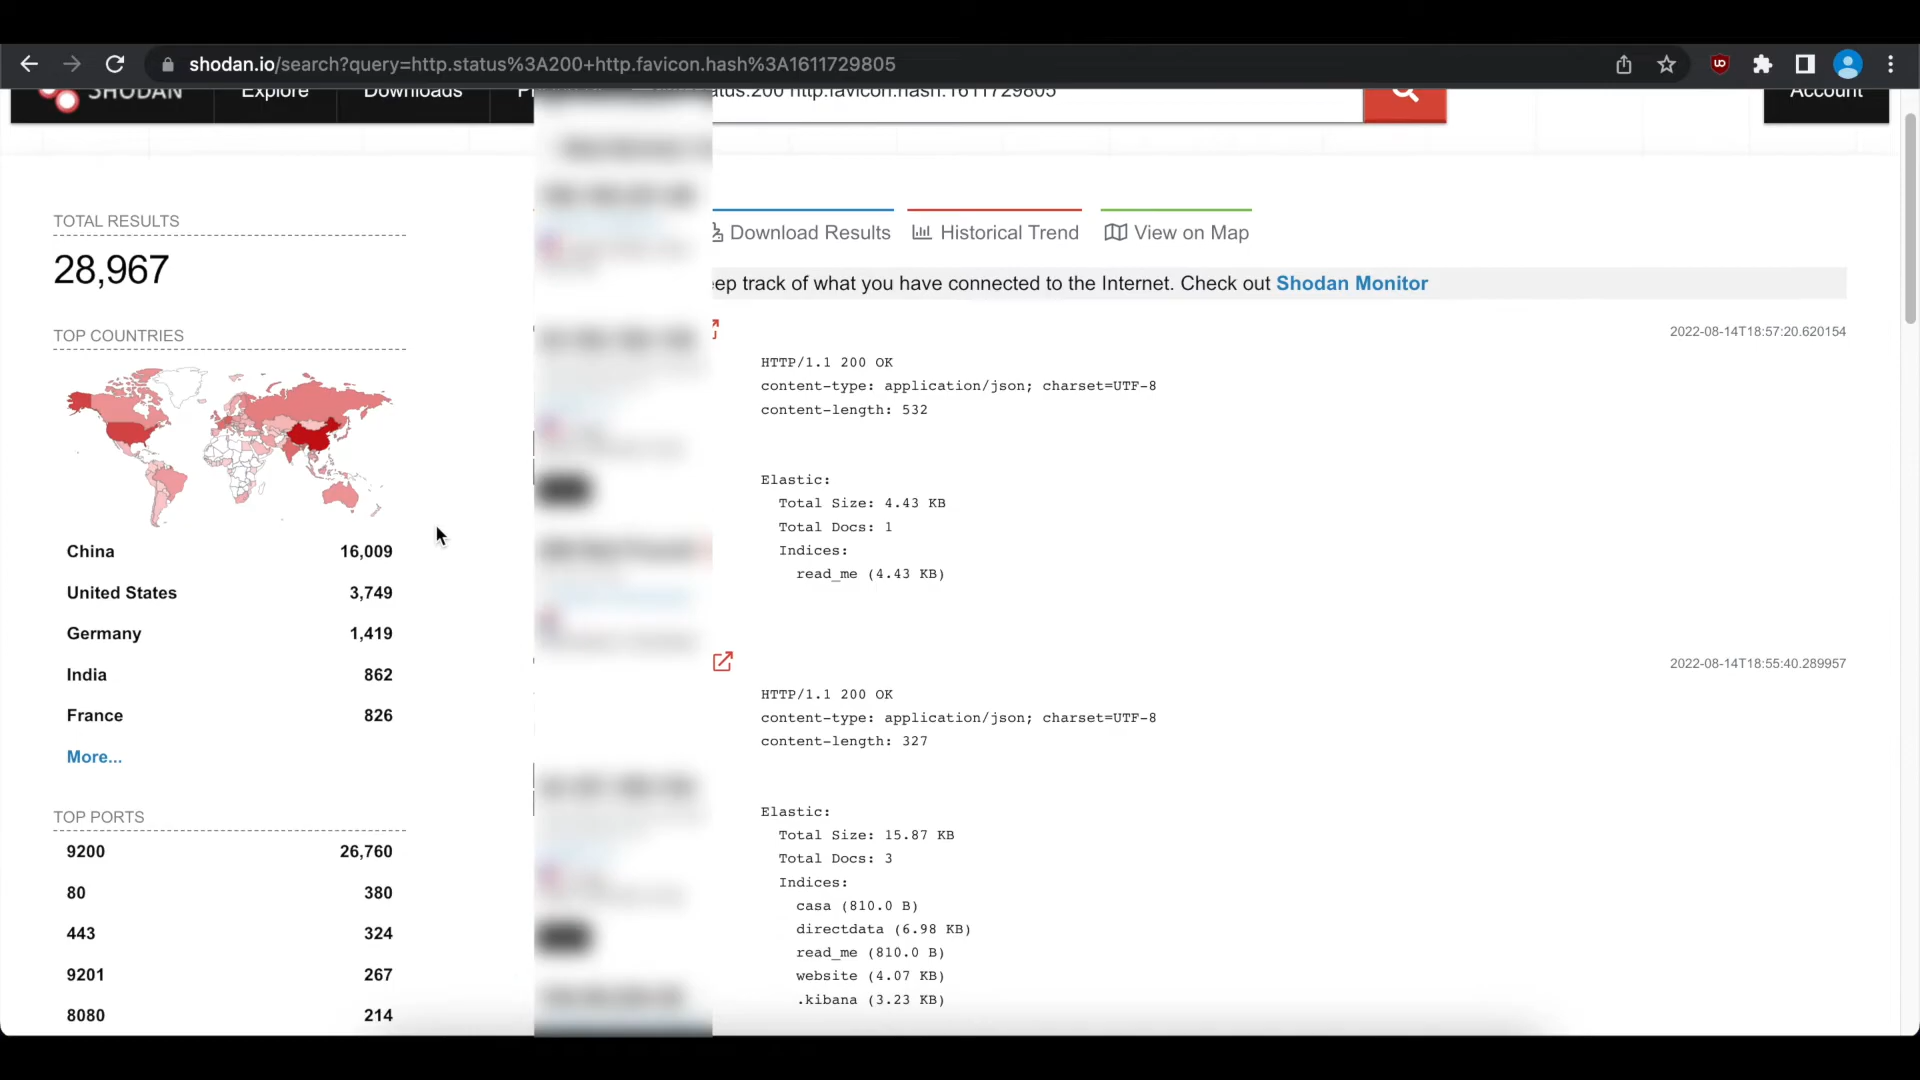 shodan.io/search?query=http.status%3A200+http.favicon.hash%3A1611729805
SHODAN
Explore
Downloads
http.favicon.hash:1611729805
Account
TOTAL RESULTS
28,967
Download Results
Historical Trend
View on Map
track of what you have connected to the Internet. Check out Shodan Monitor
TOP COUNTRIES
China 16,009
United States 3,749
Germany 1,419
India 862
France 826
More...
TOP PORTS
9200 26,760
80 380
443 324
9201 267
8080 214
2022-08-14T18:57:20.620154
HTTP/1.1 200 OK
content-type: application/json; charset=UTF-8
content-length: 532
Elastic:
Total Size: 4.43 KB
Total Docs: 1
Indices:
read_me (4.43 KB)
2022-08-14T18:55:40.289957
HTTP/1.1 200 OK
content-type: application/json; charset=UTF-8
content-length: 327
Elastic:
Total Size: 15.87 KB
Total Docs: 3
Indices:
casa (810.0 B)
directdata (6.98 KB)
read_me (810.0 B)
website (4.07 KB)
.kibana (3.23 KB)